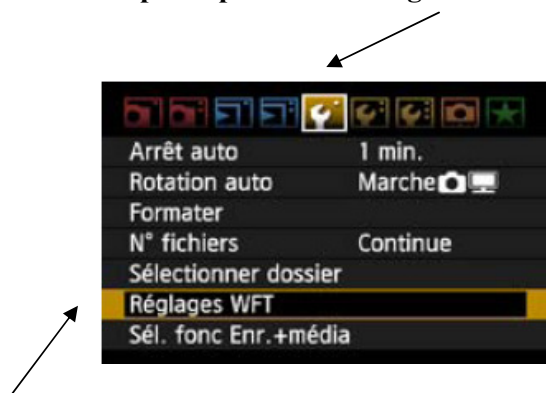 Arrêt auto 1 min.
Rotation auto Marche
Formater
N° fichiers Continue
Sélectionner dossier
Réglages WFT
Sél. fonc Enr.+média